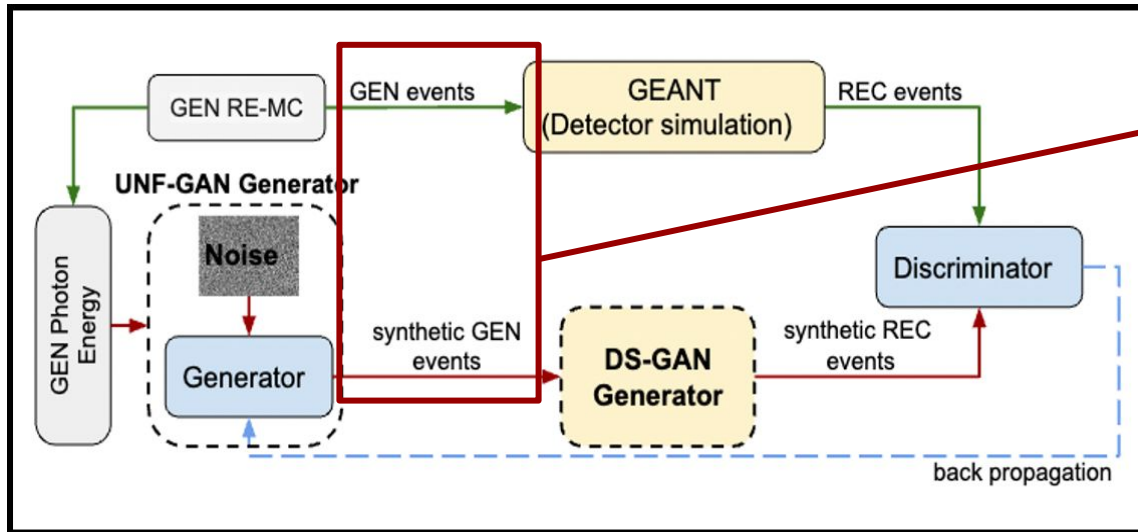 GEN RE-MC
GEN events
GEANT
(Detector simulation)
REC events
UNF-GAN Generator
Noise
GEN Photon
Energy
Generator
synthetic GEN
events
DS-GAN
Generator
synthetic REC
events
Discriminator
back propagation